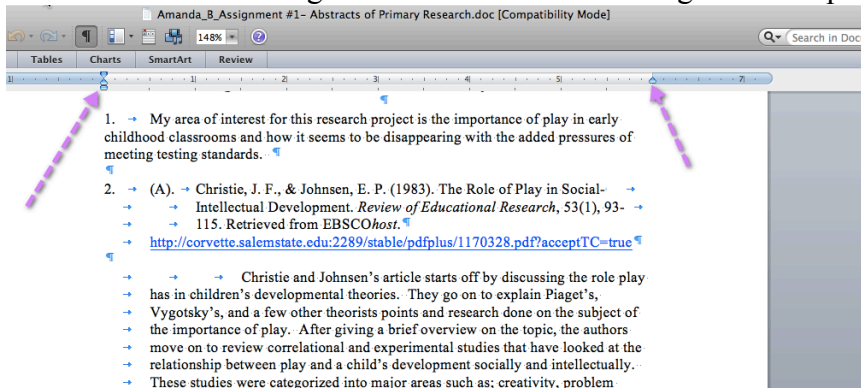 Amanda_B_Assignment #1– Abstracts of Primary Research.doc [Compatibility Mode]
148%
Search in Doc
Tables Charts SmartArt Review
1 1 2 3 4 5 7
1. → My area of interest for this research project is the importance of play in early
childhood classrooms and how it seems to be disappearing with the added pressures of
meeting testing standards. ¶
¶
2. → (A). → Christie, J. F., & Johnsen, E. P. (1983). The Role of Play in Social- →
→ → Intellectual Development. Review of Educational Research, 53(1), 93- →
→ → 115. Retrieved from EBSCOhost. ¶
→ http://corvette.salemstate.edu:2289/stable/pdfplus/1170328.pdf?acceptTC=true ¶
¶
→ → → Christie and Johnsen's article starts off by discussing the role play
→ has in children's developmental theories. They go on to explain Piaget's,
→ Vygotsky's, and a few other theorists points and research done on the subject of
→ the importance of play. After giving a brief overview on the topic, the authors
→ move on to review correlational and experimental studies that have looked at the
→ relationship between play and a child's development socially and intellectually.
→ These studies were categorized into major areas such as; creativity, problem